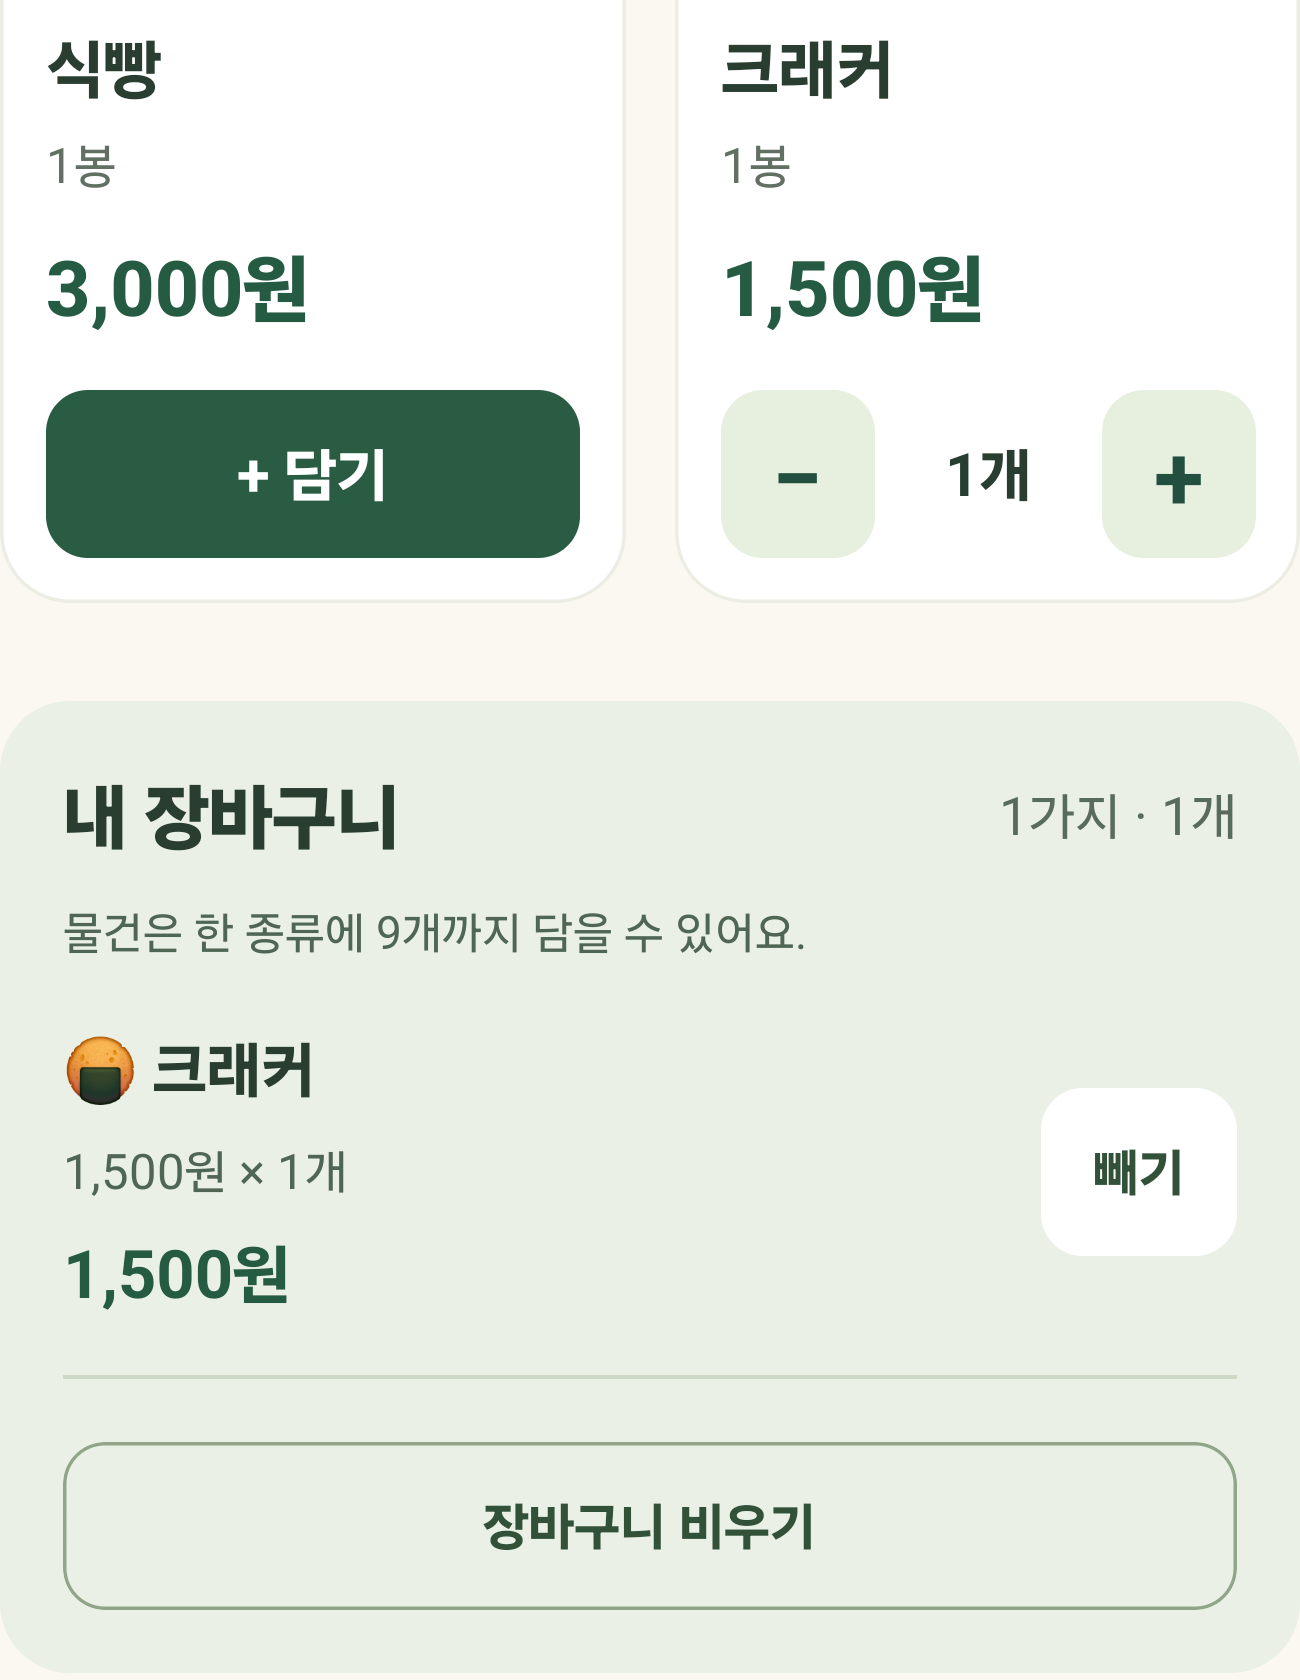 식빵
1봉
3,000원
+ 담기
크래커
1봉
1,500원
− 1개 +
내 장바구니
1가지 · 1개
물건은 한 종류에 9개까지 담을 수 있어요.
크래커
1,500원 × 1개
1,500원
빼기
장바구니 비우기